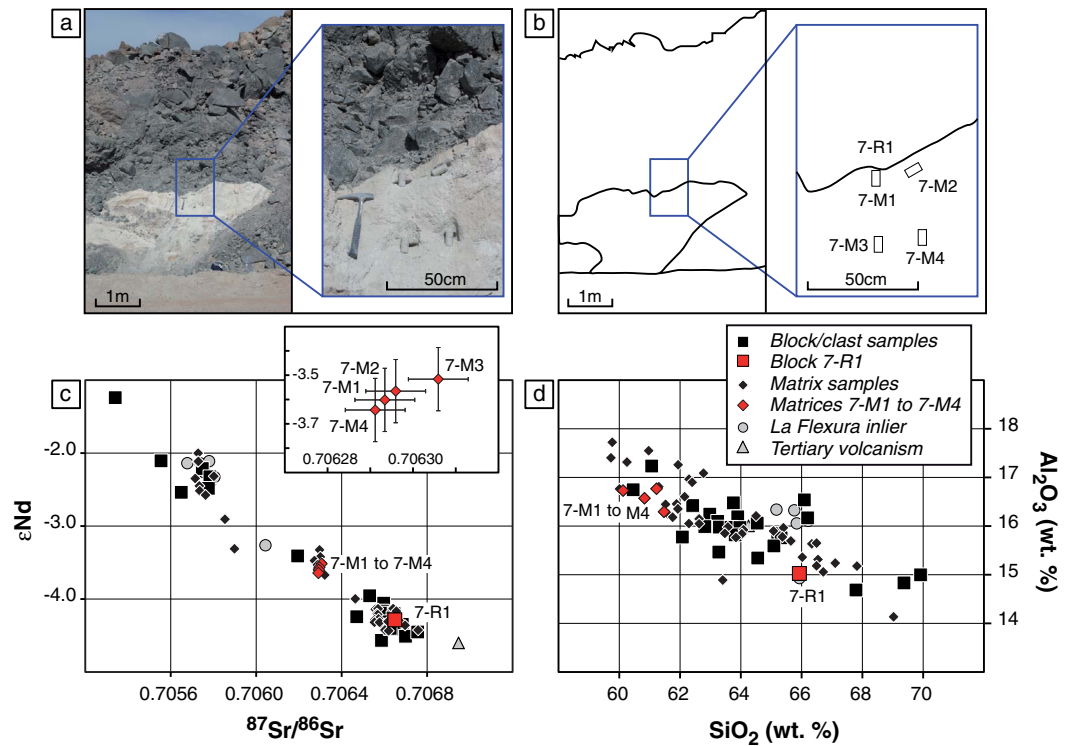 a
1m
50cm
b
7-R1
7-M1
7-M2
7-M3
7-M4
1m
50cm
Block/clast samples
Block 7-R1
Matrix samples
Matrices 7-M1 to 7-M4
La Flexura inlier
Tertiary volcanism
c
-3.5
-3.7
7-M2
7-M3
7-M1
7-M4
0.70628
0.70630
-2.0
-3.0
-4.0
εNd
7-M1 to 7-M4
7-R1
0.7056
0.7060
0.7064
0.7068
⁸⁷Sr/⁸⁶Sr
d
7-M1 to
M4
7-R1
18
17
16
15
14
Al₂O₃ (wt. %)
60
62
64
66
68
70
SiO₂ (wt. %)